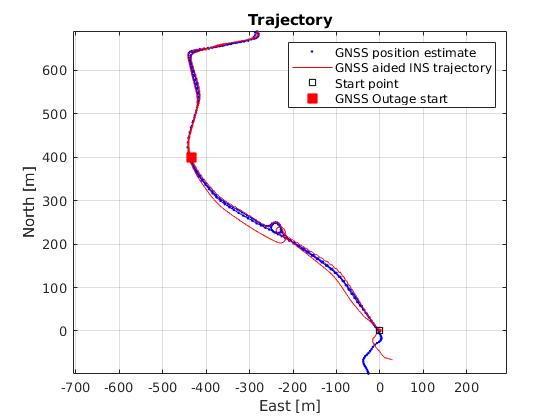 Trajectory
GNSS position estimate
GNSS aided INS trajectory
Start point
GNSS Outage start
600
500
400
300
200
100
0
North [m]
-700 -600 -500 -400 -300 -200 -100 0 100 200
East [m]